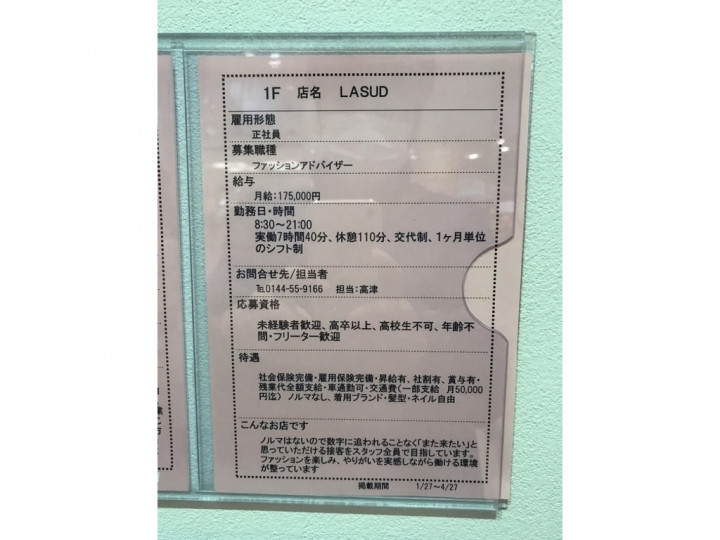 1F 店名 LASUD
雇用形態
正社員
募集職種
ファッションアドバイザー
給与
月給:175,000円
勤務日・時間
8:30～21:00
実働7時間40分、休憩110分、交代制、1ヶ月単位
のシフト制
お問合せ先/担当者
℡0144-55-9166 担当:高津
応募資格
未経験者歓迎、高卒以上、高校生不可、年齢不
問・フリーター歓迎
待遇
社会保険完備・雇用保険完備・昇給有、社割有、賞与有・
残業代全額支給・車通勤可・交通費(一部支給 月50,000
円迄) ノルマなし、着用ブランド・髪型・ネイル自由
こんなお店です
ノルマはないので数字に追われることなく「また来たい」と
思っていただける接客をスタッフ全員で目指しています。
ファッションを楽しみ、やりがいを実感しながら働ける環境
が整っています
掲載期間 1/27～4/27